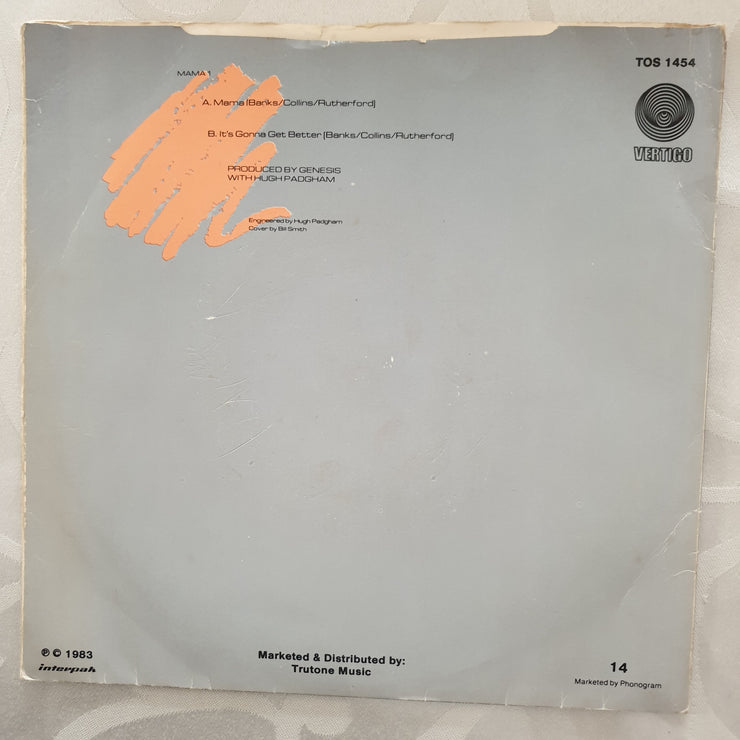 MAMA 1
TOS 1454
A. Mama (Banks/Collins/Rutherford)
B. It's Gonna Get Better (Banks/Collins/Rutherford)
VERTIGO
PRODUCED BY GENESIS
WITH HUGH PADGHAM
Engineered by Hugh Padgham
Cover by Bill Smith
℗ © 1983
interpak
Marketed & Distributed by:
Trutone Music
14
Marketed by Phonogram